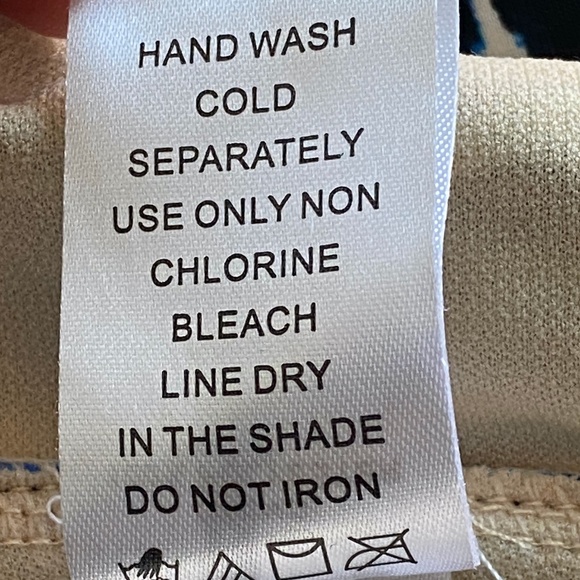 HAND WASH
COLD
SEPARATELY
USE ONLY NON
CHLORINE
BLEACH
LINE DRY
IN THE SHADE
DO NOT IRON